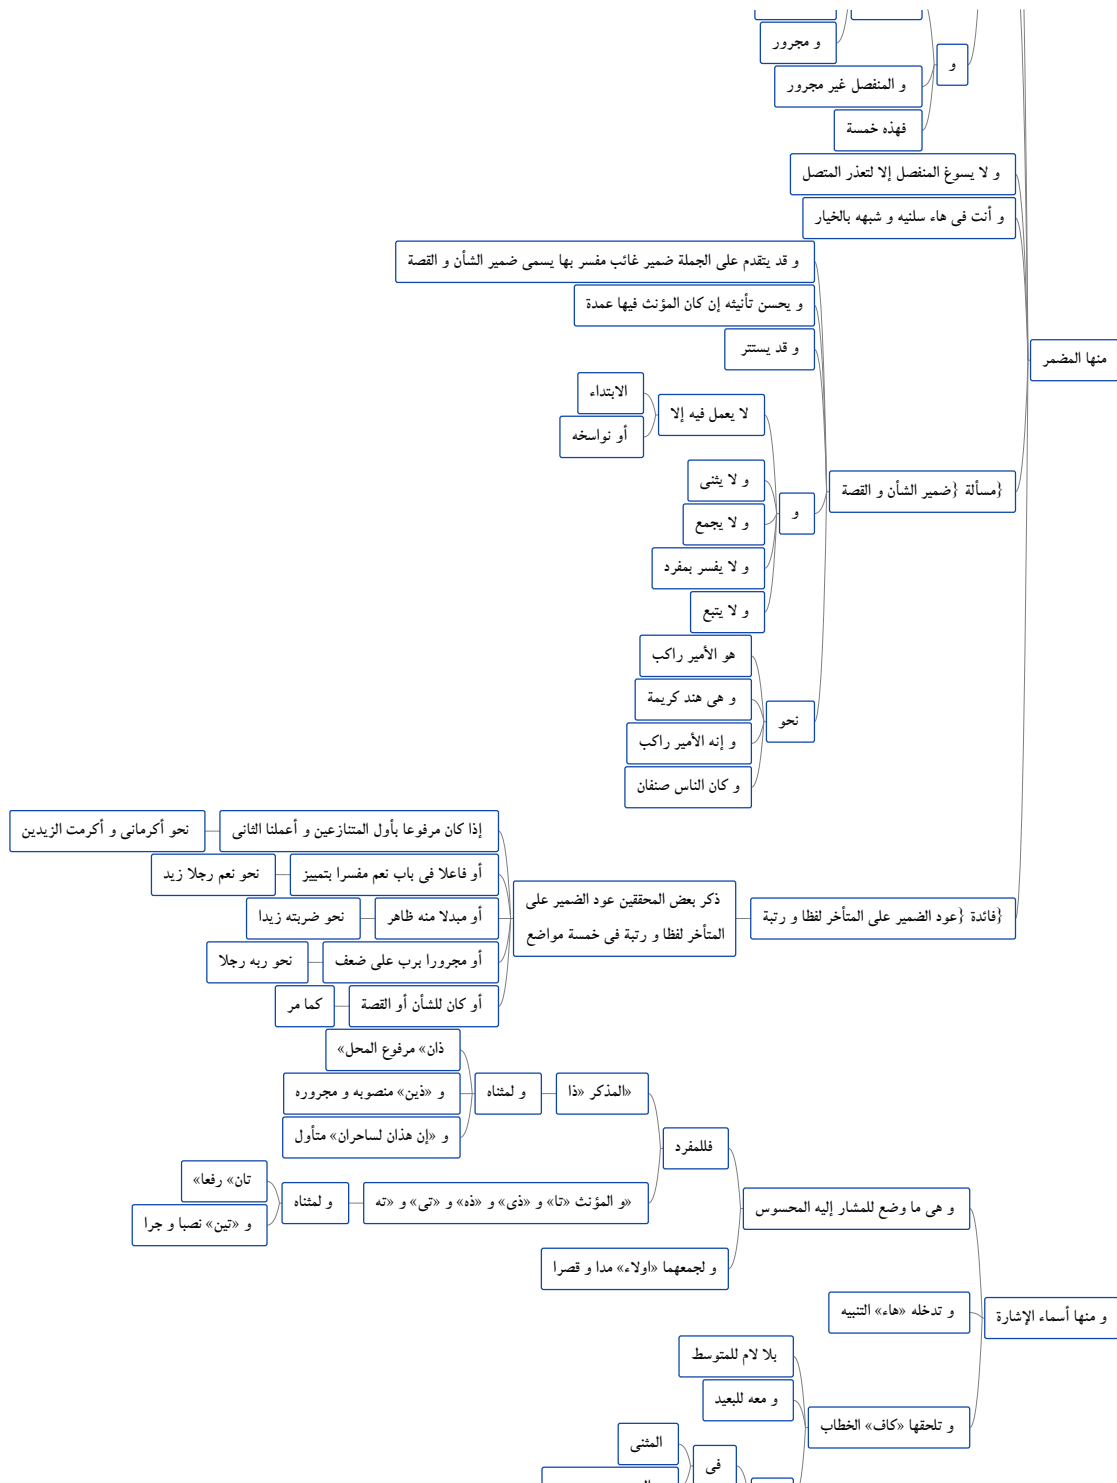 و مجرور
و
و المنفصل غير مجرور
فهذه خمسة
و لا يسوغ المنفصل إلا لتعذر المتصل
و أنت فى هاء سلنيه و شبهه بالخيار
منها المضمر
{مسألة {ضمير الشأن و القصة
و قد يتقدم على الجملة ضمير غائب مفسر بها يسمى ضمير الشأن و القصة
و يحسن تأنيثه إن كان المؤنث فيها عمدة
و قد يستتر
و
لا يعمل فيه إلا
الابتداء
أو نواسخه
و لا يثنى
و لا يجمع
و لا يفسر بمفرد
و لا يتبع
نحو
هو الأمير راكب
و هى هند كريمة
و إنه الأمير راكب
و كان الناس صنفان
{فائدة {عود الضمير على المتأخر لفظا و رتبة
ذكر بعض المحققين عود الضمير على
المتأخر لفظا و رتبة فى خمسة مواضع
إذا كان مرفوعا بأول المتنازعين و أعملنا الثانى
نحو أكرمانى و أكرمت الزيدين
أو فاعلا فى باب نعم مفسرا بتمييز
نحو نعم رجلا زيد
أو مبدلا منه ظاهر
نحو ضربته زيدا
أو مجرورا برب على ضعف
نحو ربه رجلا
أو كان للشأن أو القصة
كما مر
و منها أسماء الإشارة
و هى ما وضع للمشار إليه المحسوس
فللمفرد
«المذكر «ذا
و لمثناه
ذان» مرفوع المحل»
و «ذين» منصوبه و مجروره
و «إن هذان لساحران» متأول
«و المؤنث «تا» و «ذى» و «ذه» و «تى» و «ته
و لمثناه
تان» رفعا»
و «تين» نصبا و جرا
و لجمعهما «اولاء» مدا و قصرا
و تدخله «هاء» التنبيه
و تلحقها «كاف» الخطاب
بلا لام للمتوسط
و معه للبعيد
فى
المثنى